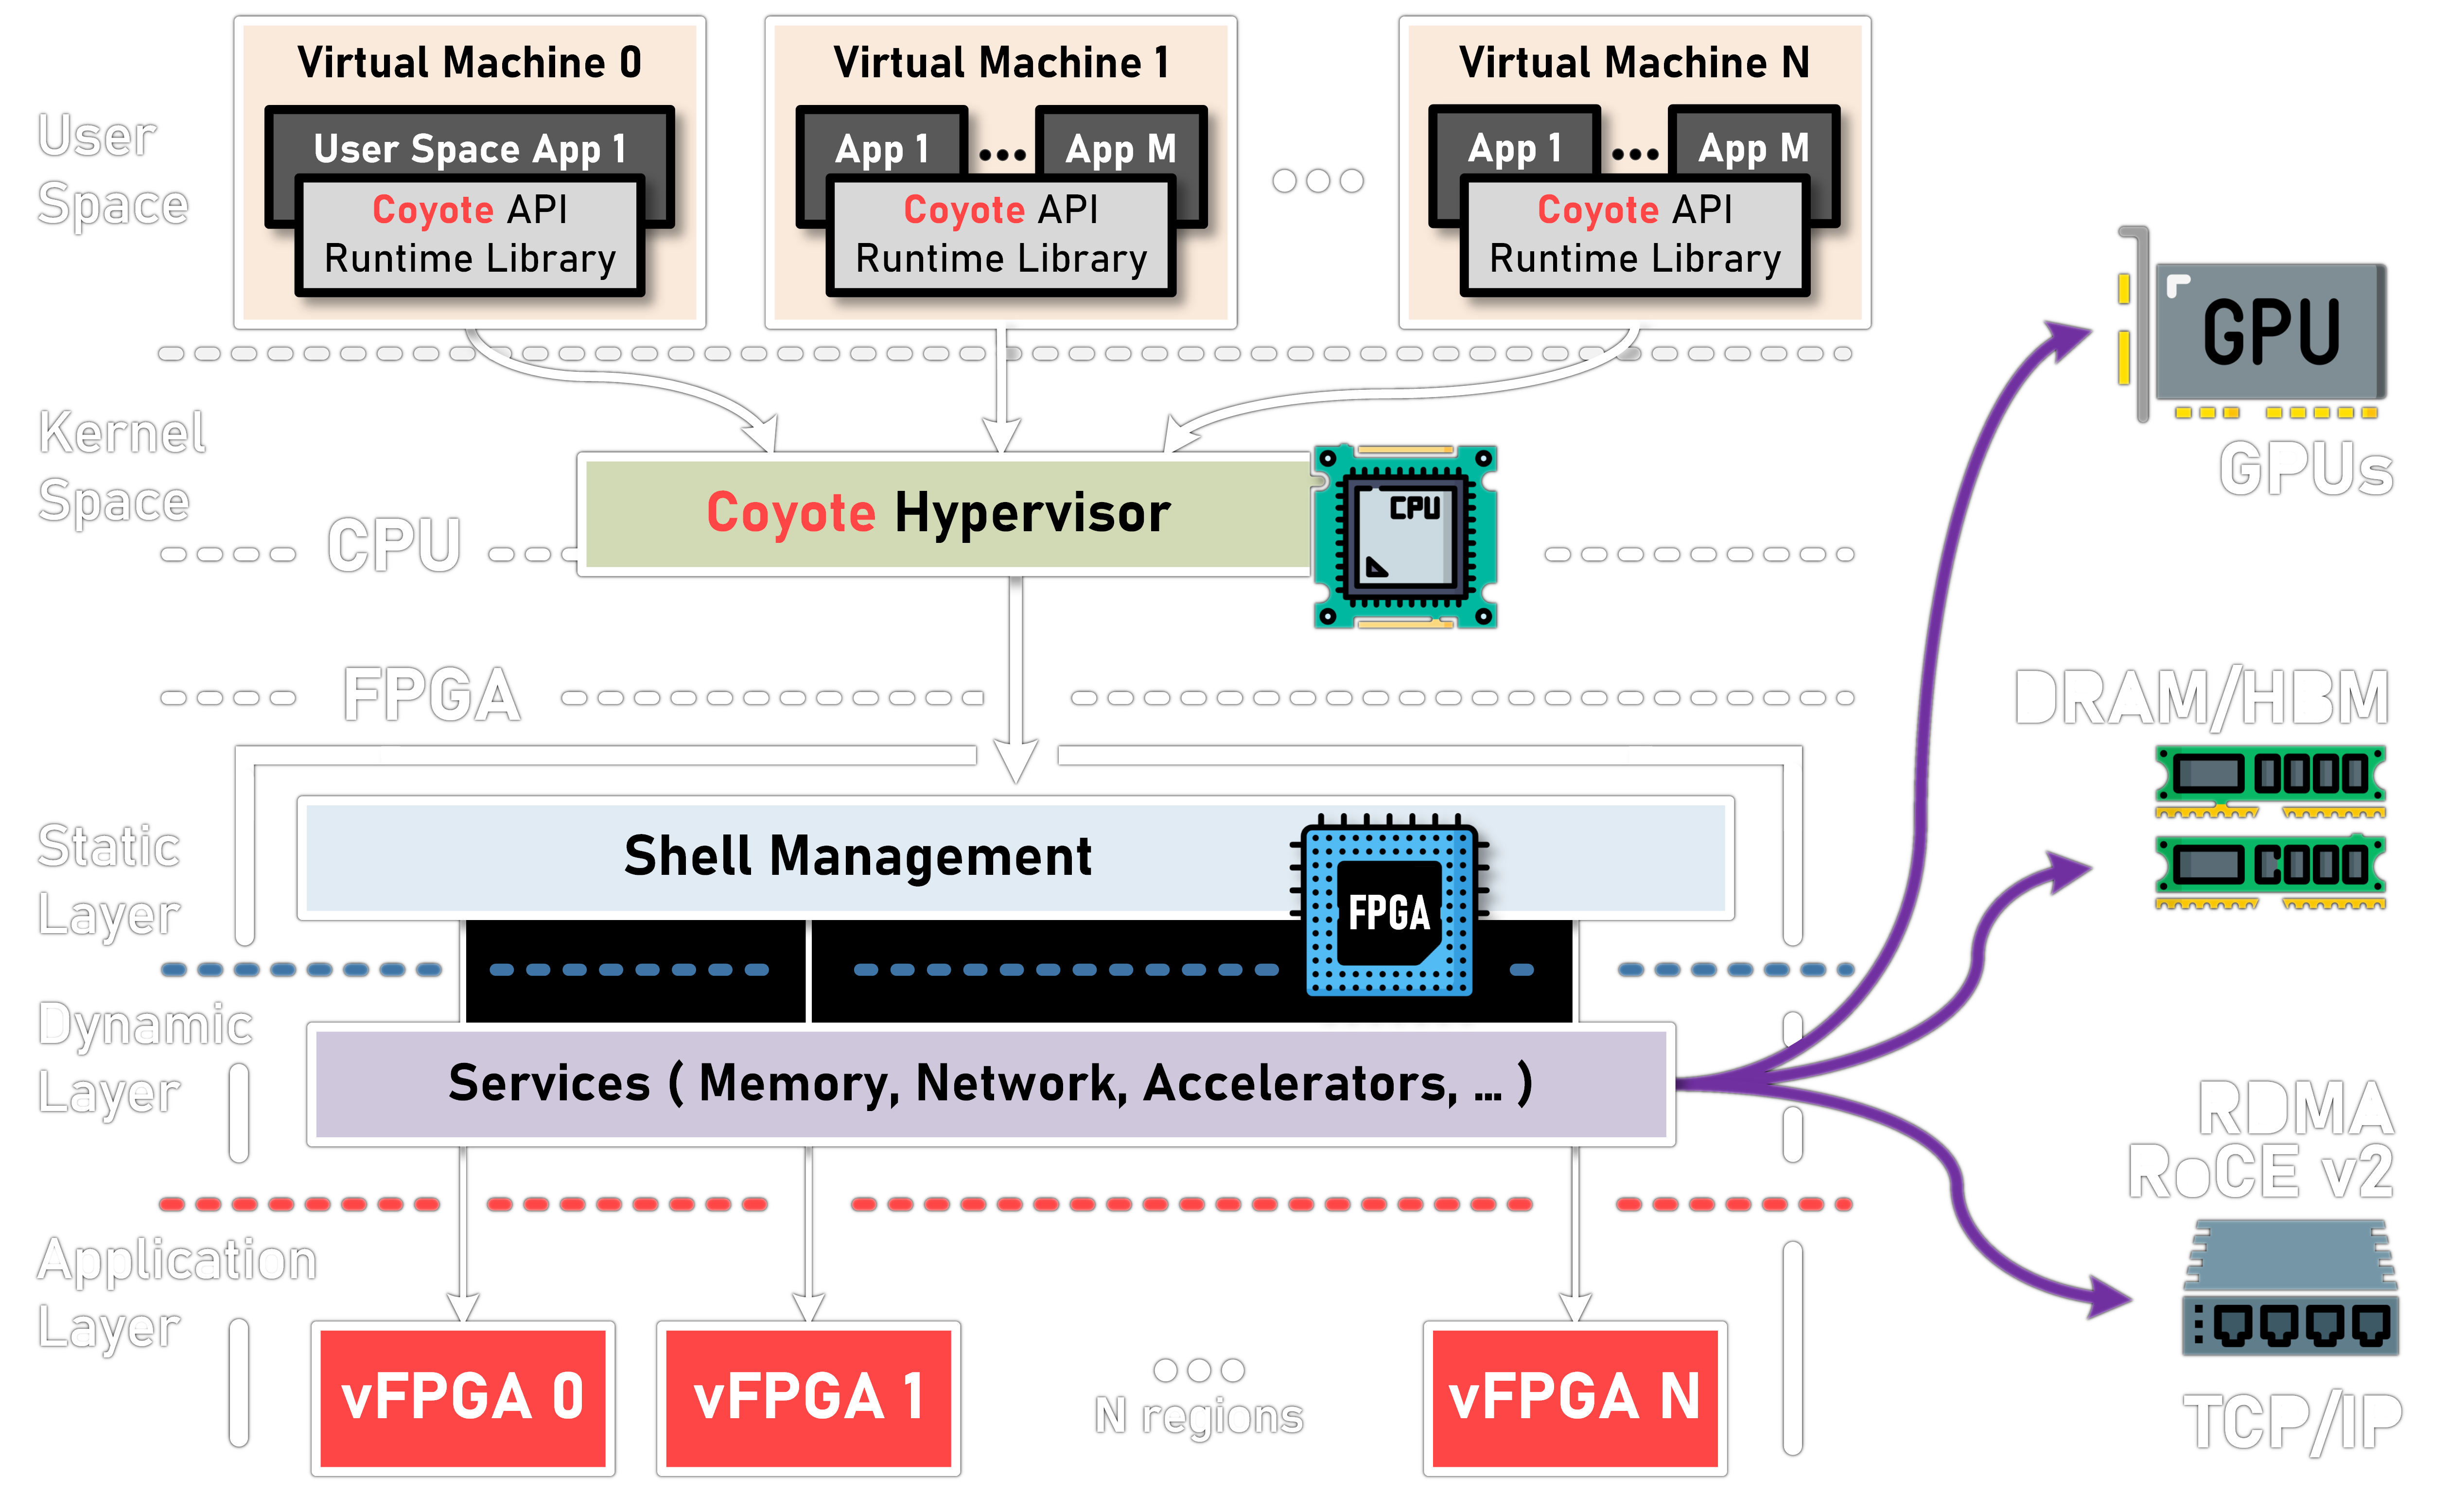 Virtual Machine 0
User Space App 1
Coyote API
Runtime Library
Virtual Machine 1
App 1
...
App M
Coyote API
Runtime Library
Virtual Machine N
App 1
...
App M
Coyote API
Runtime Library
User
Space
Kernel
Space
CPU
Coyote Hypervisor
CPU
GPU
GPUs
FPGA
DRAM/HBM
Static
Layer
Shell Management
FPGA
Dynamic
Layer
Services ( Memory, Network, Accelerators, ... )
RDMA
RoCE v2
TCP/IP
Application
Layer
vFPGA 0
vFPGA 1
N regions
vFPGA N